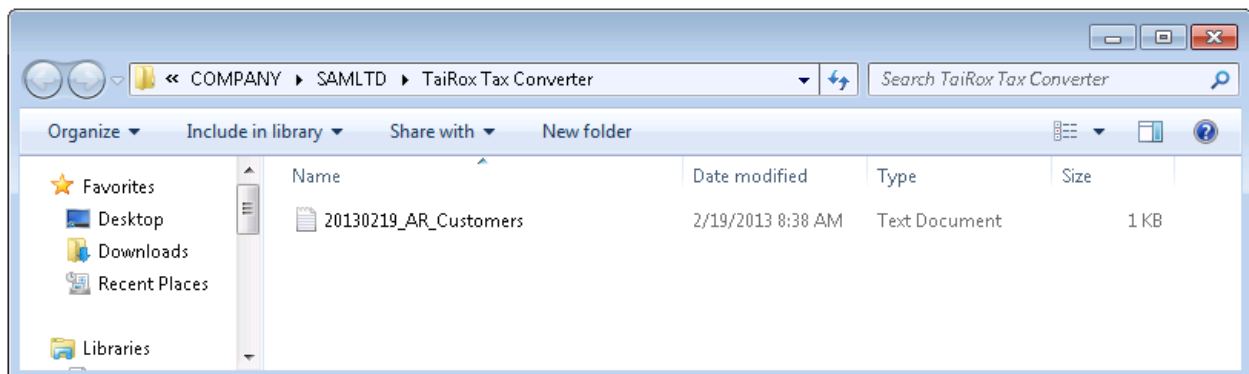 « COMPANY ▸ SAMLTD ▸ TaiRox Tax Converter Search TaiRox Tax Converter
Organize Include in library Share with New folder
Favorites
Desktop
Downloads
Recent Places
Libraries
Name Date modified Type Size
20130219_AR_Customers 2/19/2013 8:38 AM Text Document 1 KB